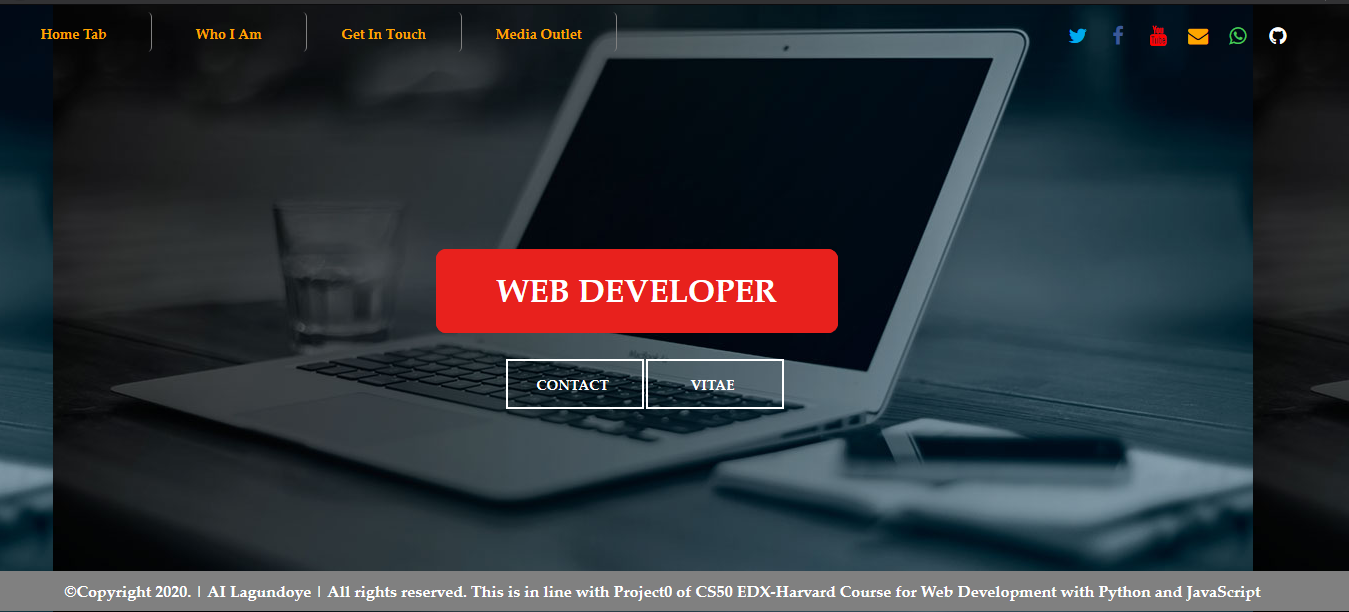 Home Tab Who I Am Get In Touch Media Outlet
WEB DEVELOPER
CONTACT VITAE
©Copyright 2020. | AI Lagundoye | All rights reserved. This is in line with Project0 of CS50 EDX-Harvard Course for Web Development with Python and JavaScript